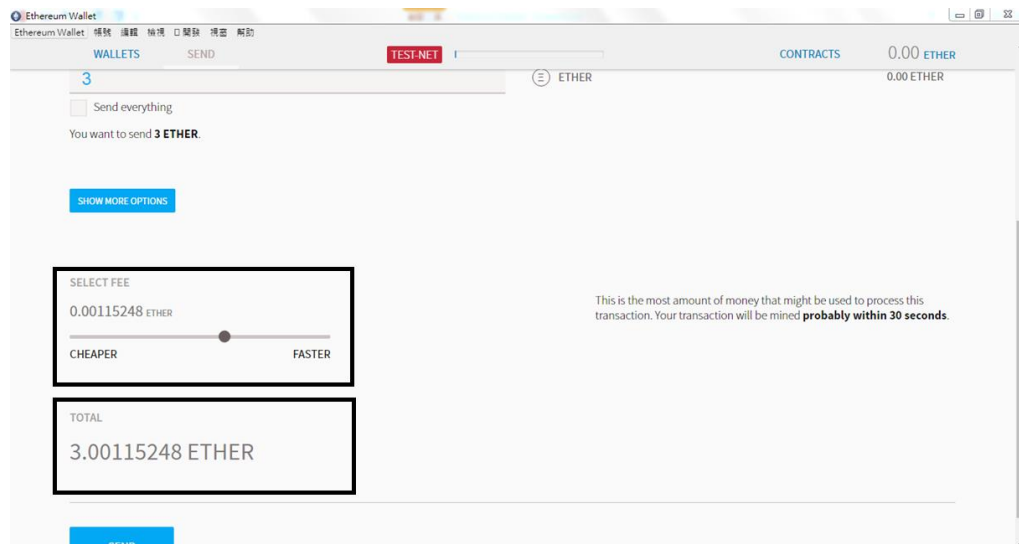 Ethereum Wallet
Ethereum Wallet 帳號 編輯 檢視 口開發 視窗 幫助
WALLETS SEND TEST-NET CONTRACTS 0.00 ETHER
3 ETHER 0.00 ETHER
Send everything
You want to send 3 ETHER.
SHOW MORE OPTIONS
SELECT FEE
0.00115248 ETHER
This is the most amount of money that might be used to process this
transaction. Your transaction will be mined probably within 30 seconds.
CHEAPER FASTER
TOTAL
3.00115248 ETHER
SEND